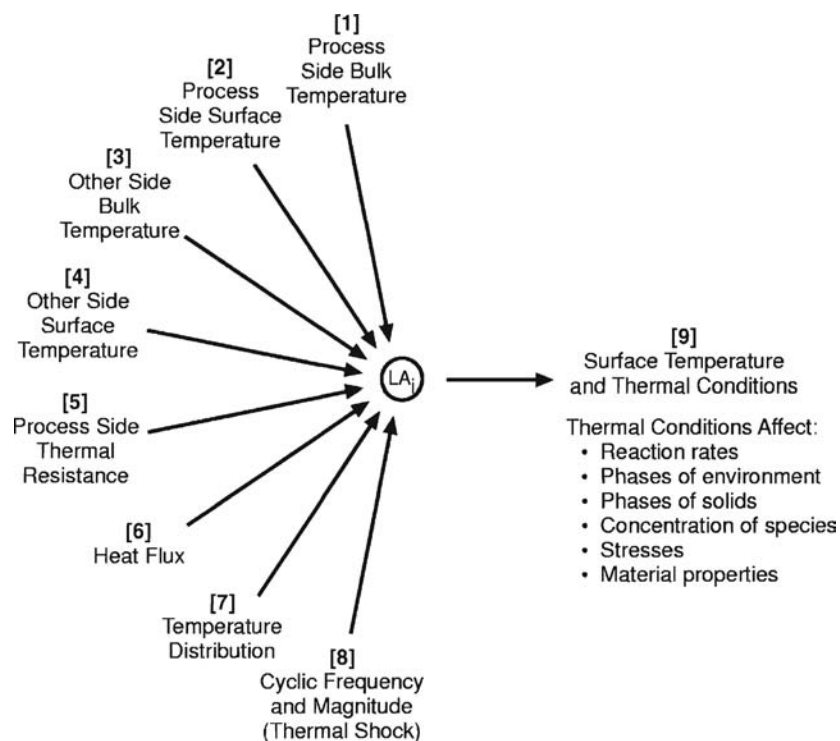 [1]
Process
Side Bulk
Temperature
[2]
Process
Side Surface
Temperature
[3]
Other Side
Bulk
Temperature
[4]
Other Side
Surface
Temperature
[5]
Process Side
Thermal
Resistance
[6]
Heat Flux
[7]
Temperature
Distribution
[8]
Cyclic Frequency
and Magnitude
(Thermal Shock)
LAi
[9]
Surface Temperature
and Thermal Conditions
Thermal Conditions Affect:
• Reaction rates
• Phases of environment
• Phases of solids
• Concentration of species
• Stresses
• Material properties